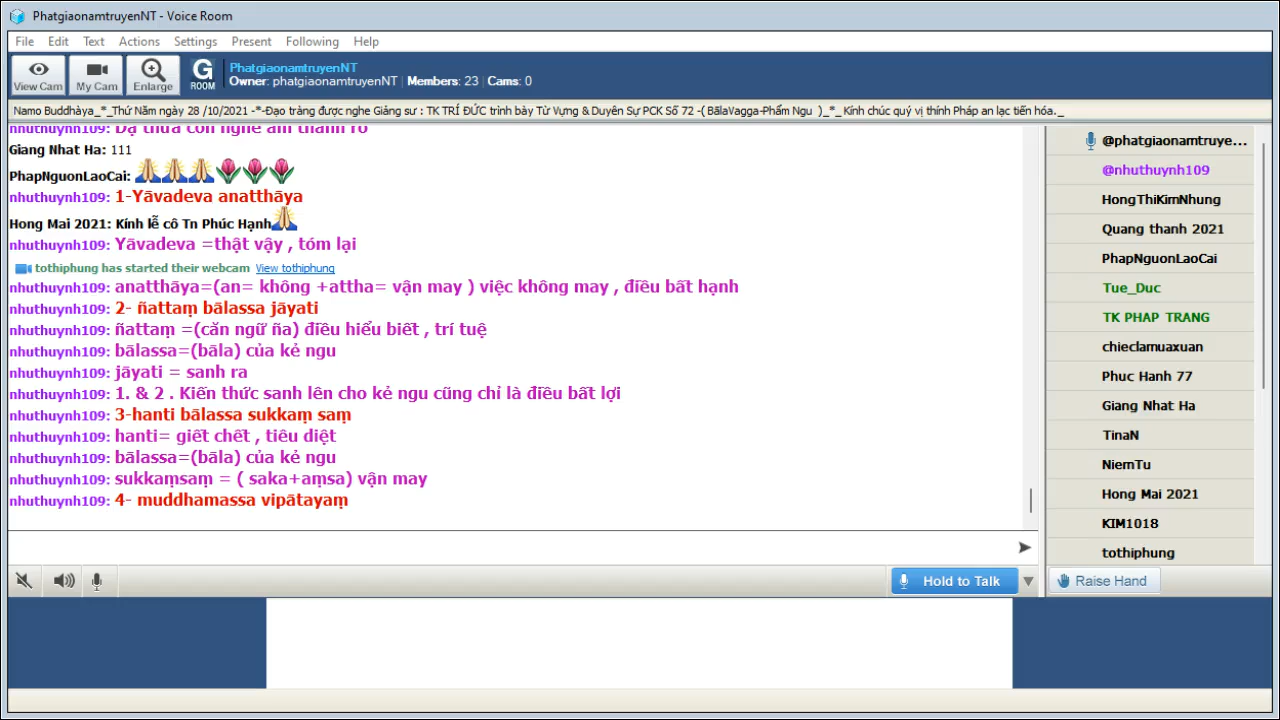 PhatgiaonamtruyenNT - Voice Room
File Edit Text Actions Settings Present Following Help
View Cam My Cam Enlarge G ROOM
PhatgiaonamtruyenNT
Owner: phatgiaonamtruyenNT | Members: 23 | Cams: 0
Namo Buddhàya_*_Thứ Năm ngày 28 /10/2021 -*-Đạo tràng được nghe Giảng sư : TK TRÍ ĐỨC trình bày Từ Vựng & Duyên Sự PCK Số 72 -( BãlaVagga-Phẩm Ngu )_*_Kính chúc quý vị thính Pháp an lạc tiến hóa._
nhuthuynh109: Dạ thưa con nghe âm thanh rõ
Giang Nhat Ha: 111
PhapNguonLaoCai:
nhuthuynh109: 1-Yāvadeva anatthāya
Hong Mai 2021: Kính lễ cô Tn Phúc Hạnh
nhuthuynh109: Yāvadeva =thật vậy , tóm lại
tothiphung has started their webcam View tothiphung
nhuthuynh109: anatthāya=(an= không +attha= vận may ) việc không may , điều bất hạnh
nhuthuynh109: 2- ñattaṃ bālassa jāyati
nhuthuynh109: ñattaṃ =(căn ngữ ña) điều hiểu biết , trí tuệ
nhuthuynh109: bālassa=(bāla) của kẻ ngu
nhuthuynh109: jāyati = sanh ra
nhuthuynh109: 1. & 2 . Kiến thức sanh lên cho kẻ ngu cũng chỉ là điều bất lợi
nhuthuynh109: 3-hanti bālassa sukkaṃ saṃ
nhuthuynh109: hanti= giết chết , tiêu diệt
nhuthuynh109: bālassa=(bāla) của kẻ ngu
nhuthuynh109: sukkaṃsaṃ = ( saka+aṃsa) vận may
nhuthuynh109: 4- muddhamassa vipātayaṃ
@phatgiaonamtruye...
@nhuthuynh109
HongThiKimNhung
Quang thanh 2021
PhapNguonLaoCai
Tue_Duc
TK PHAP TRANG
chieclamuaxuan
Phuc Hanh 77
Giang Nhat Ha
TinaN
NiemTu
Hong Mai 2021
KIM1018
tothiphung
Hold to Talk
Raise Hand